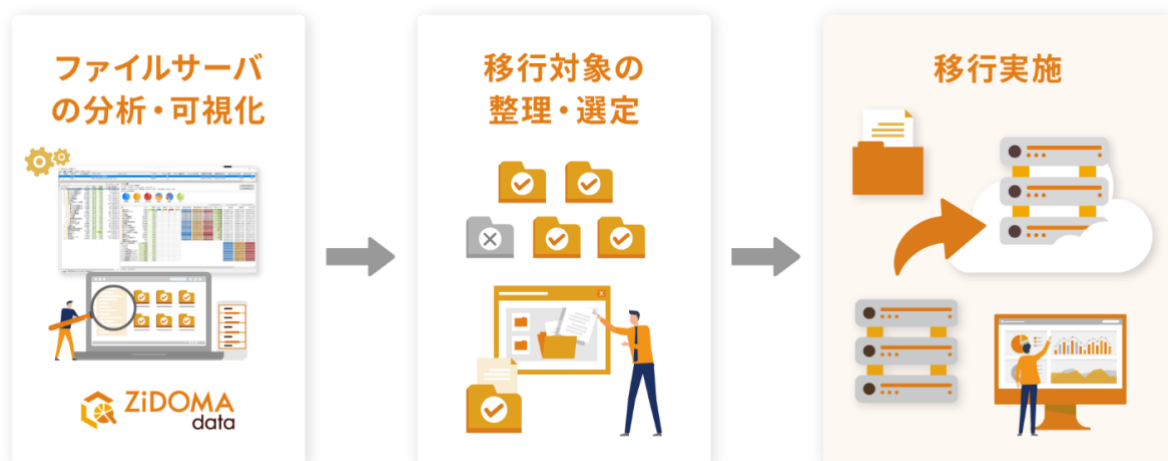 ファイルサーバ
の分析・可視化
ZiDOMA
data
移行対象の
整理・選定
移行実施